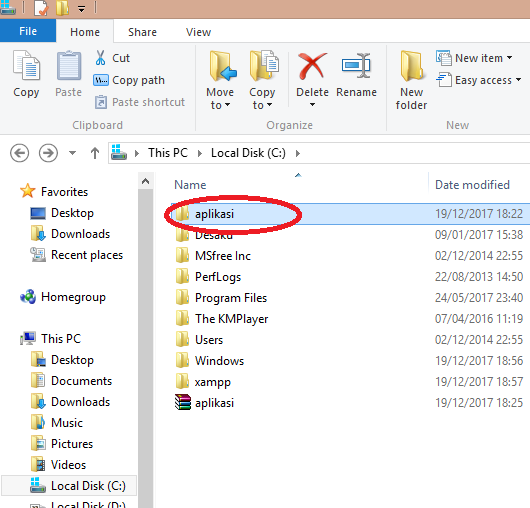 File Home Share View
Copy
Paste
Cut
Copy path
Paste shortcut
Clipboard
Move to
Copy to
Delete
Rename
Organize
New folder
New item
Easy access
New
This PC Local Disk (C:)
Favorites
Desktop
Downloads
Recent places
Homegroup
This PC
Desktop
Documents
Downloads
Music
Pictures
Videos
Local Disk (C:)
Local Disk (D:)
Name Date modified
aplikasi 19/12/2017 18:22
Desaku 09/01/2017 15:38
MSfree Inc 02/12/2014 22:55
PerfLogs 22/08/2013 14:50
Program Files 24/05/2017 23:40
The KMPlayer 07/04/2016 11:19
Users 02/12/2014 22:55
Windows 19/12/2017 18:56
xampp 19/12/2017 18:57
aplikasi 19/12/2017 18:25